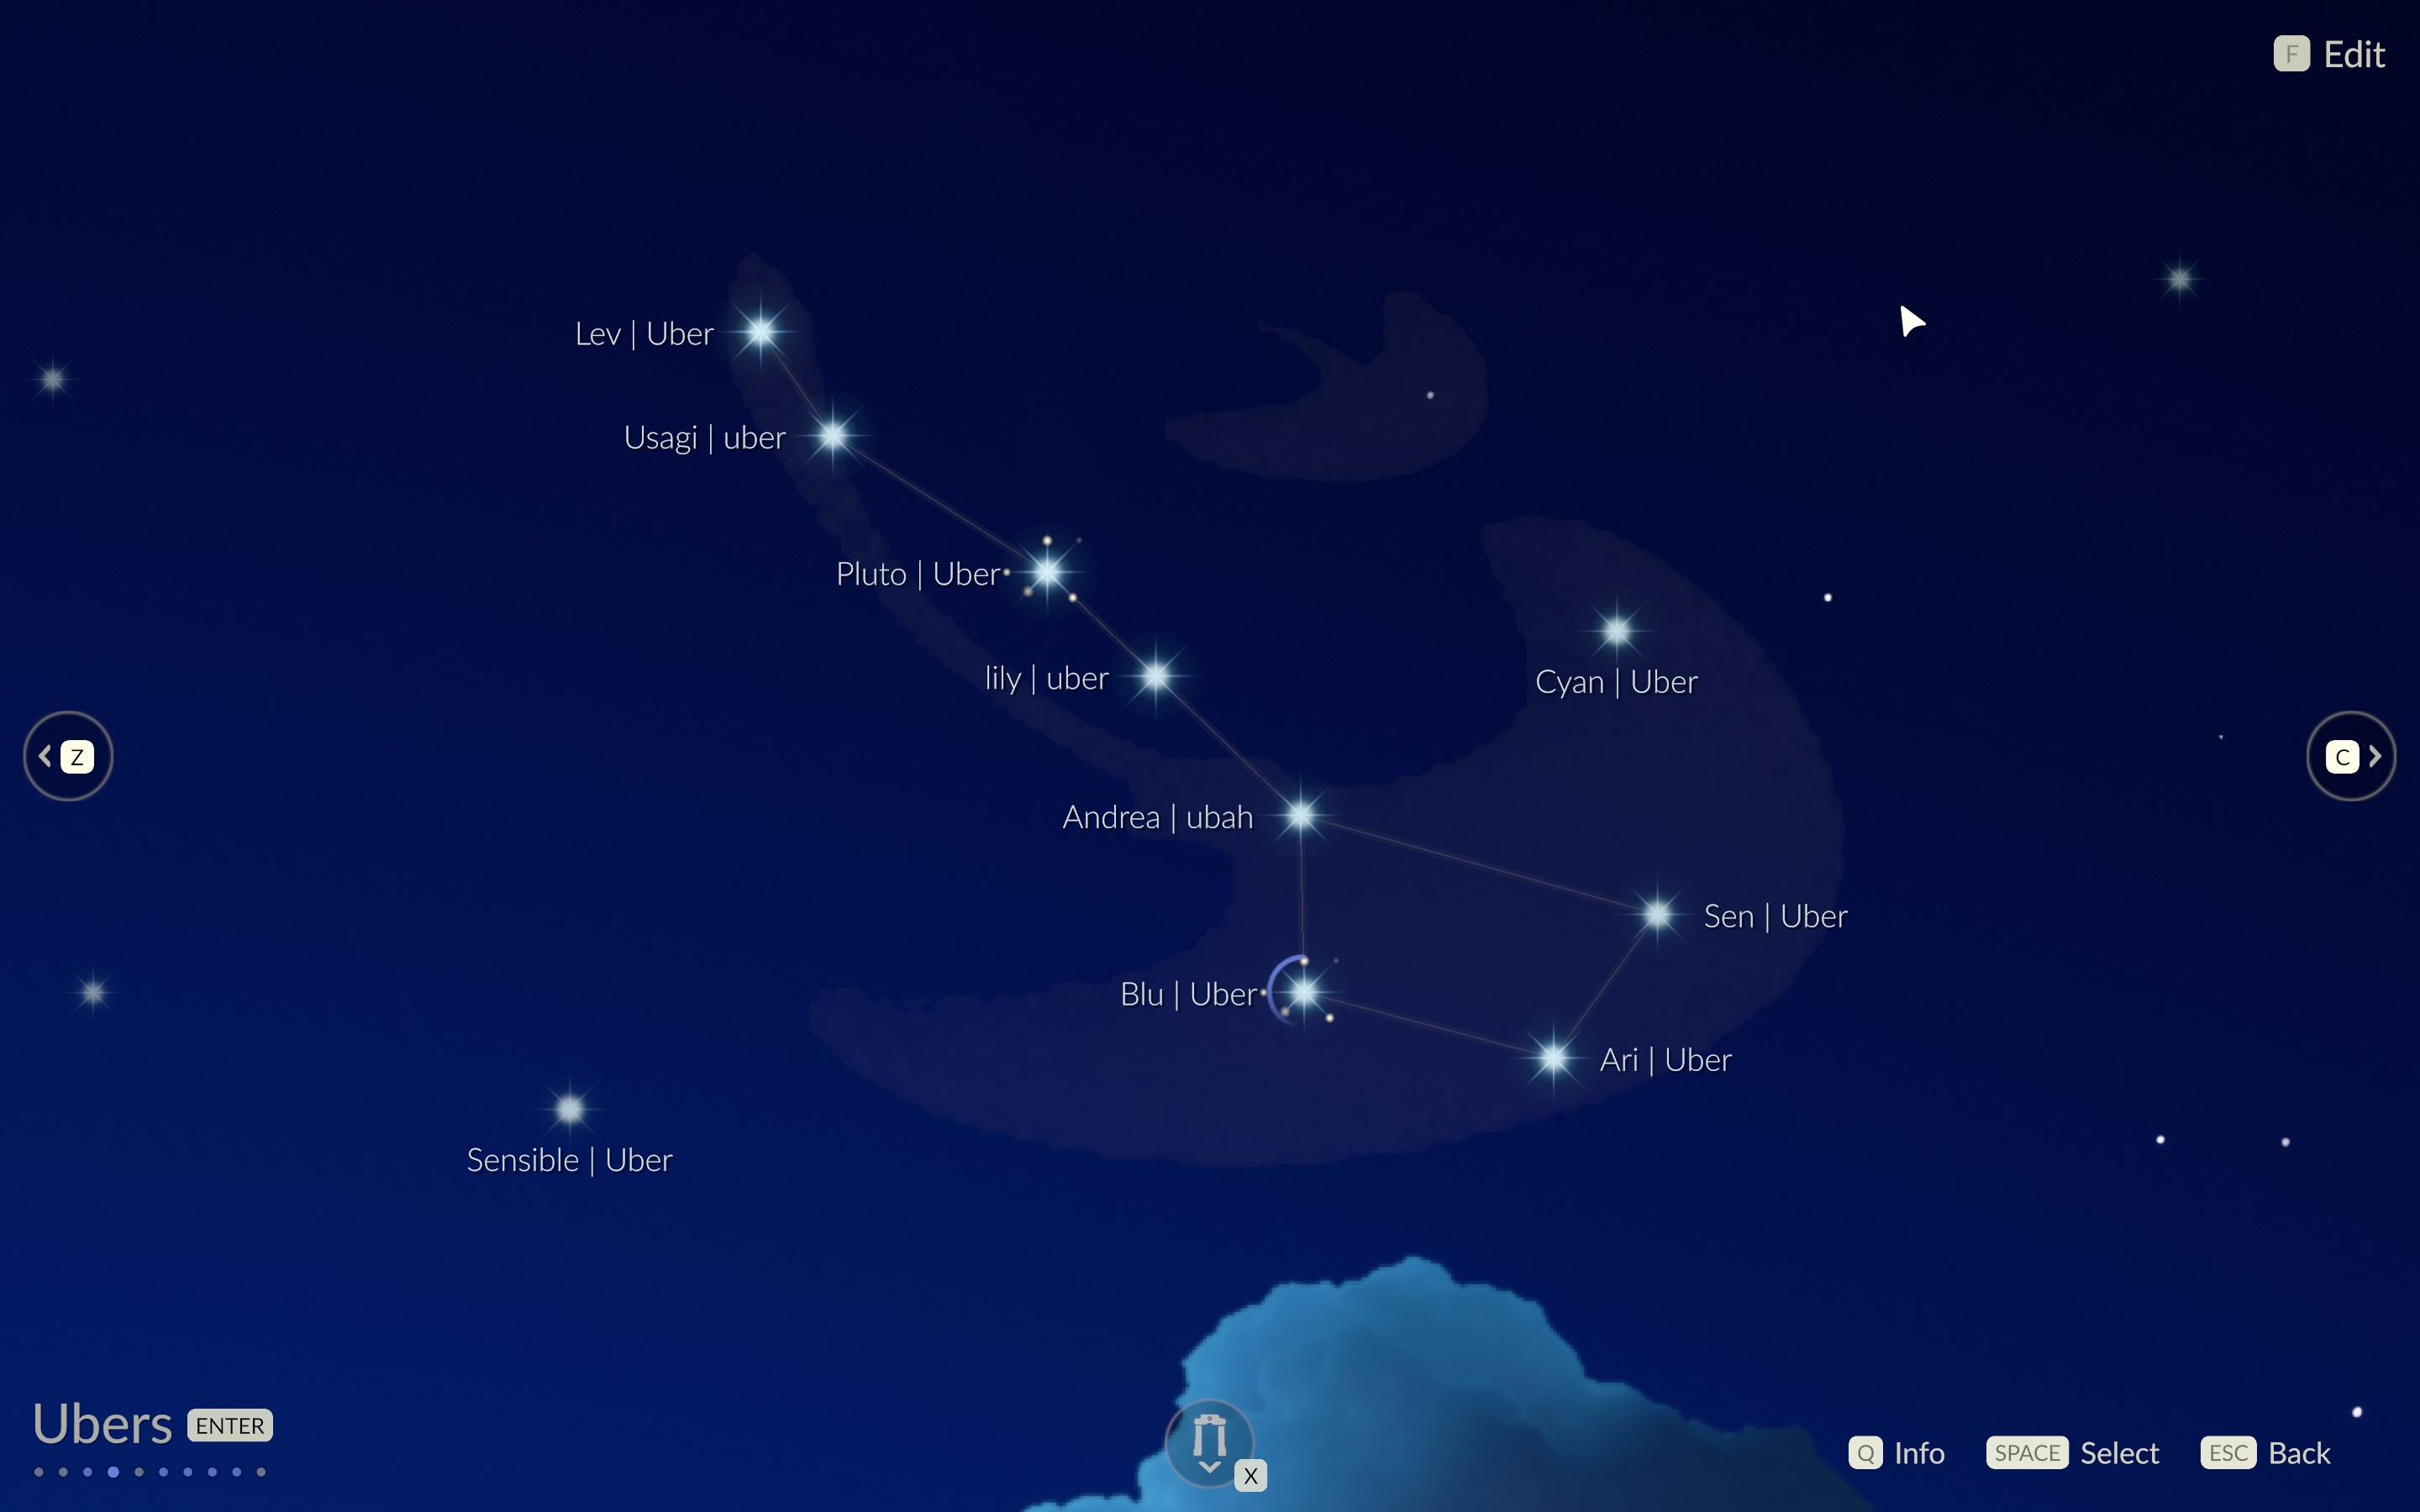 F Edit
Lev | Uber
Usagi | uber
Pluto | Uber
lily | uber
Cyan | Uber
Z
C
Andrea | ubah
Sen | Uber
Blu | Uber
Ari | Uber
Sensible | Uber
Ubers ENTER
X
Q Info SPACE Select ESC Back